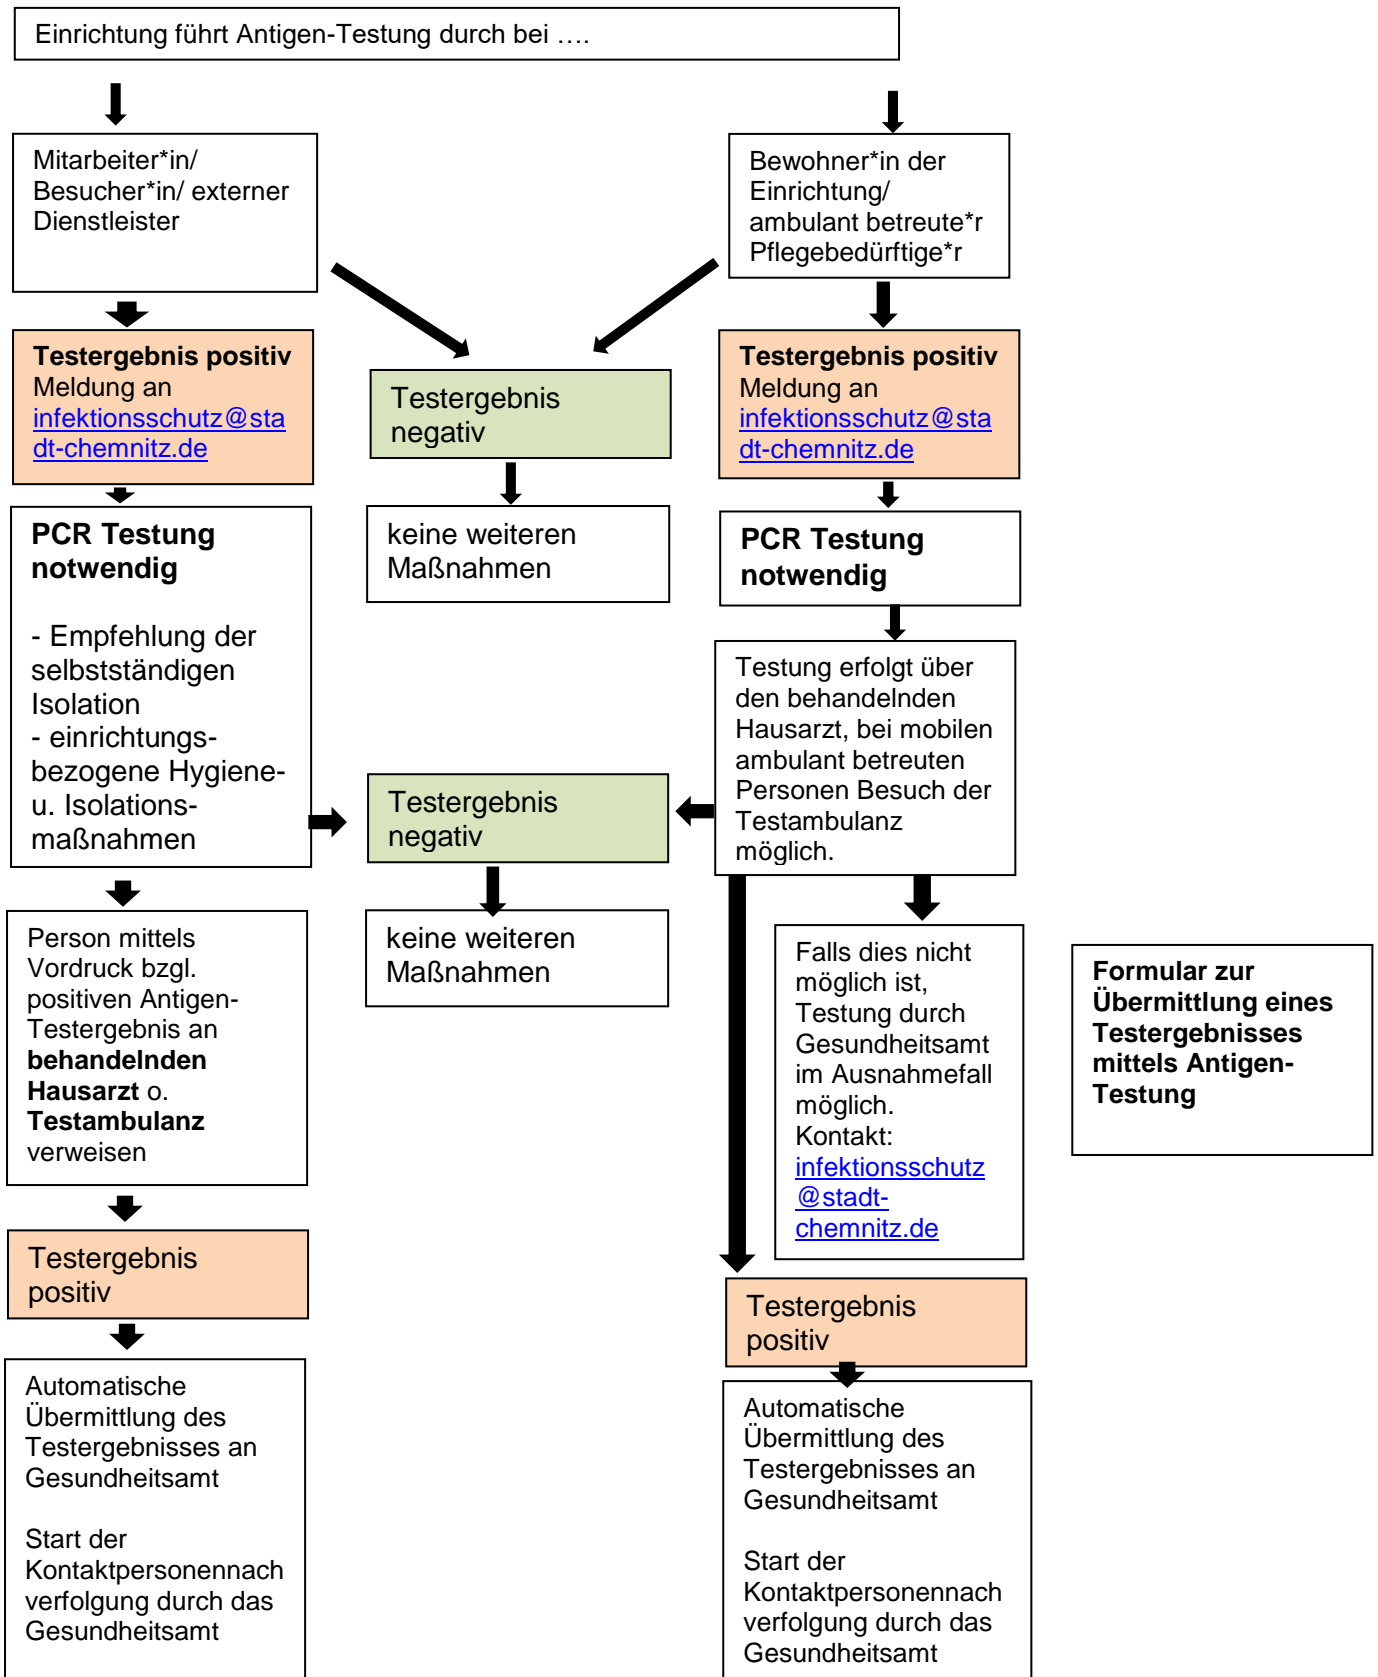 Einrichtung führt Antigen-Testung durch bei ….
Mitarbeiter*in/
Besucher*in/ externer
Dienstleister
Bewohner*in der
Einrichtung/
ambulant betreute*r
Pflegebedürftige*r
Testergebnis positiv
Meldung an
infektionsschutz@sta
dt-chemnitz.de
Testergebnis
negativ
Testergebnis positiv
Meldung an
infektionsschutz@sta
dt-chemnitz.de
PCR Testung
notwendig
- Empfehlung der
selbstständigen
Isolation
- einrichtungs-
bezogene Hygiene-
u. Isolations-
maßnahmen
keine weiteren
Maßnahmen
PCR Testung
notwendig
Testung erfolgt über
den behandelnden
Hausarzt, bei mobilen
ambulant betreuten
Personen Besuch der
Testambulanz
möglich.
Testergebnis
negativ
keine weiteren
Maßnahmen
Person mittels
Vordruck bzgl.
positiven Antigen-
Testergebnis an
behandelnden
Hausarzt o.
Testambulanz
verweisen
Falls dies nicht
möglich ist,
Testung durch
Gesundheitsamt
im Ausnahmefall
möglich.
Kontakt:
infektionsschutz
@stadt-
chemnitz.de
Formular zur
Übermittlung eines
Testergebnisses
mittels Antigen-
Testung
Testergebnis
positiv
Testergebnis
positiv
Automatische
Übermittlung des
Testergebnisses an
Gesundheitsamt
Start der
Kontaktpersonennach
verfolgung durch das
Gesundheitsamt
Automatische
Übermittlung des
Testergebnisses an
Gesundheitsamt
Start der
Kontaktpersonennach
verfolgung durch das
Gesundheitsamt